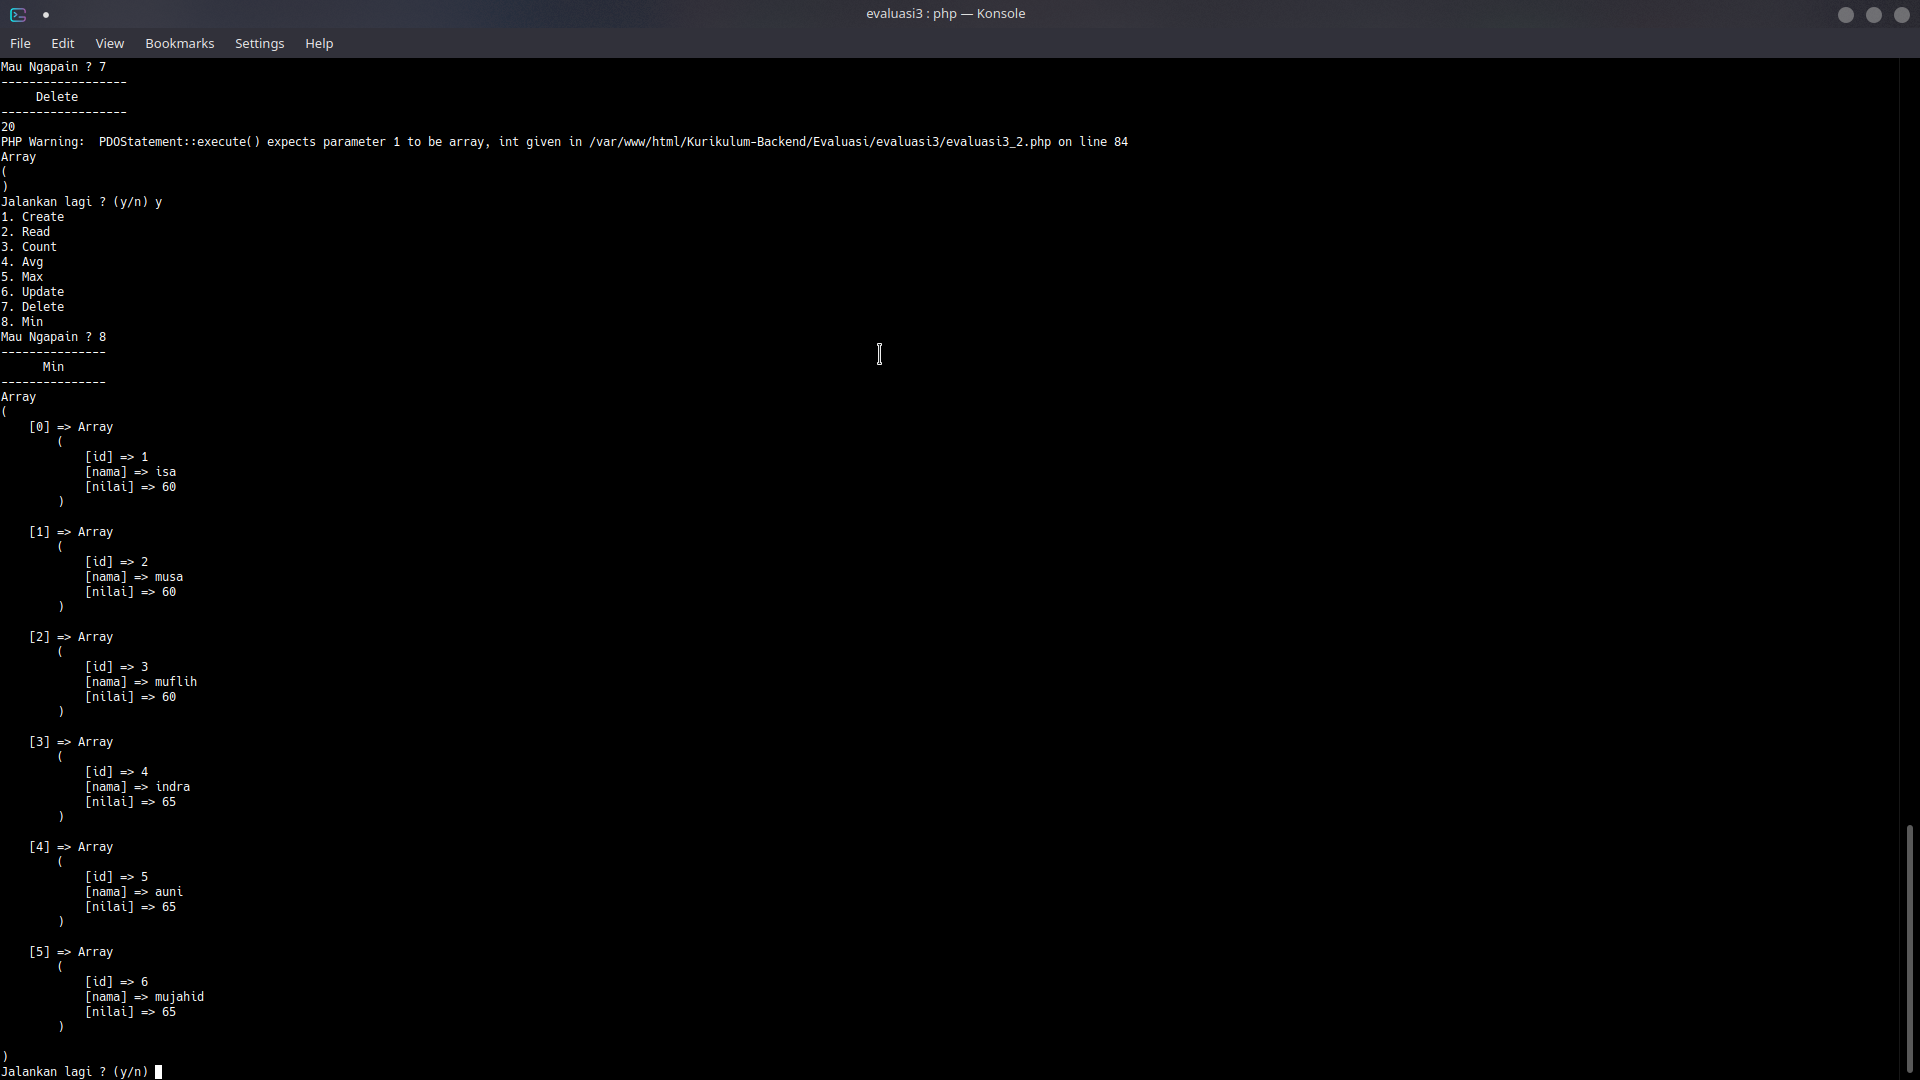 evaluasi3 : php — Konsole
File Edit View Bookmarks Settings Help
Mau Ngapain ? 7
------------------
     Delete
------------------
20
PHP Warning:  PDOStatement::execute() expects parameter 1 to be array, int given in /var/www/html/Kurikulum-Backend/Evaluasi/evaluasi3/evaluasi3_2.php on line 84
Array
(
)
Jalankan lagi ? (y/n) y
1. Create
2. Read
3. Count
4. Avg
5. Max
6. Update
7. Delete
8. Min
Mau Ngapain ? 8
---------------
      Min
---------------
Array
(
    [0] => Array
        (
            [id] => 1
            [nama] => isa
            [nilai] => 60
        )
    [1] => Array
        (
            [id] => 2
            [nama] => musa
            [nilai] => 60
        )
    [2] => Array
        (
            [id] => 3
            [nama] => muflih
            [nilai] => 60
        )
    [3] => Array
        (
            [id] => 4
            [nama] => indra
            [nilai] => 65
        )
    [4] => Array
        (
            [id] => 5
            [nama] => auni
            [nilai] => 65
        )
    [5] => Array
        (
            [id] => 6
            [nama] => mujahid
            [nilai] => 65
        )
)
Jalankan lagi ? (y/n)